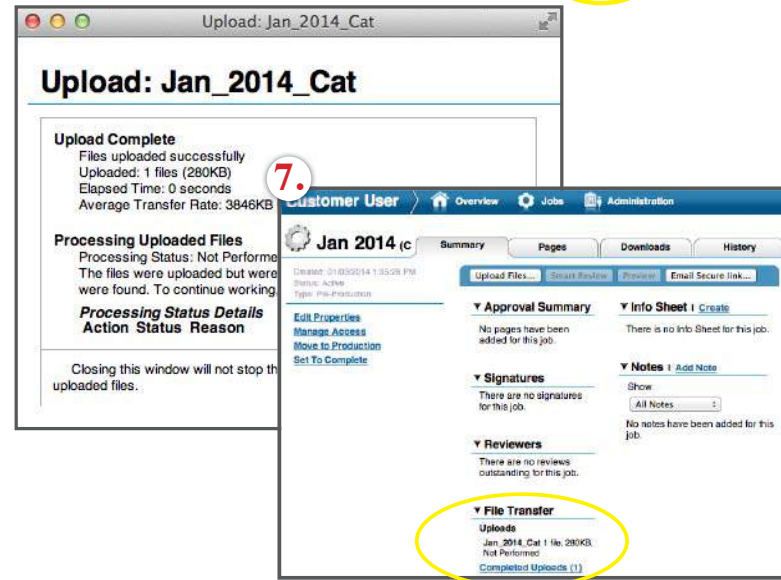 Upload: Jan_2014_Cat
Upload: Jan_2014_Cat
Upload Complete
Files uploaded successfully
Uploaded: 1 files (280KB)
Elapsed Time: 0 seconds
Average Transfer Rate: 3846KB
Processing Uploaded Files
Processing Status: Not Performe
The files were uploaded but were
were found. To continue working,
Processing Status Details
Action Status Reason
Closing this window will not stop th
uploaded files.
7.
Customer User
Overview
Jobs
Administration
Jan 2014 (C
Summary
Pages
Downloads
History
Created: 01/03/2014 1:35:28 PM
Status: Active
Type: Pre-Production
Edit Properties
Manage Access
Move to Production
Set To Complete
Upload Files...
Smart Review
Preview
Email Secure link...
▼ Approval Summary
No pages have been
added for this job.
▼ Signatures
There are no signatures
for this job.
▼ Reviewers
There are no reviews
outstanding for this job.
▼ File Transfer
Uploads
Jan_2014_Cat 1 file, 280KB,
Not Performed
Completed Uploads (1)
▼ Info Sheet | Create
There is no Info Sheet for this job.
▼ Notes | Add Note
Show
All Notes
No notes have been added for this
job.